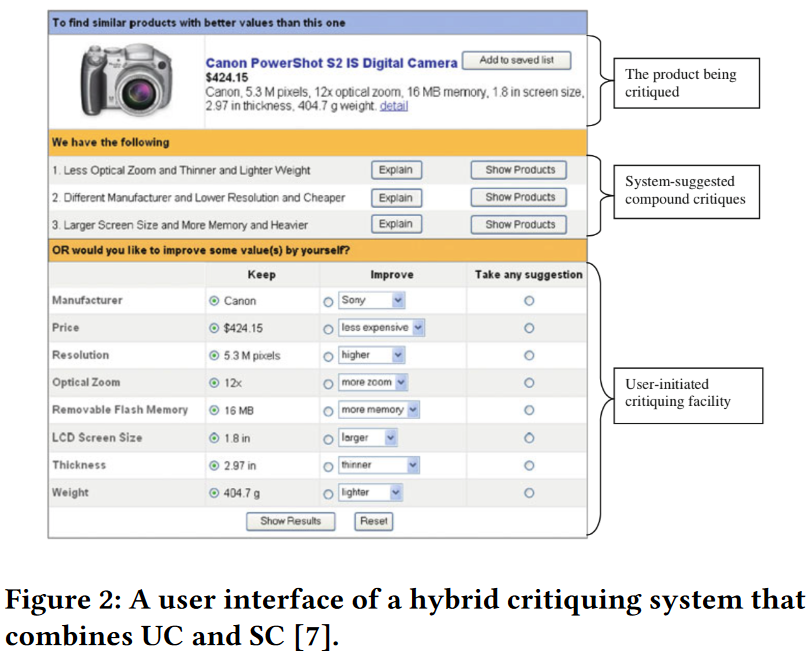 To find similar products with better values than this one
Canon PowerShot S2 IS Digital Camera
Add to saved list
$424.15
Canon, 5.3 M pixels, 12x optical zoom, 16 MB memory, 1.8 in screen size,
2.97 in thickness, 404.7 g weight. detail
The product being
critiqued
We have the following
1. Less Optical Zoom and Thinner and Lighter Weight Explain Show Products
2. Different Manufacturer and Lower Resolution and Cheaper Explain Show Products
3. Larger Screen Size and More Memory and Heavier Explain Show Products
System-suggested
compound critiques
OR would you like to improve some value(s) by yourself?
Keep Improve Take any suggestion
Manufacturer Canon Sony
Price $424.15 less expensive
Resolution 5.3 M pixels higher
Optical Zoom 12x more zoom
Removable Flash Memory 16 MB more memory
LCD Screen Size 1.8 in larger
Thickness 2.97 in thinner
Weight 404.7 g lighter
Show Results Reset
User-initiated
critiquing facility
Figure 2: A user interface of a hybrid critiquing system that
combines UC and SC [7].